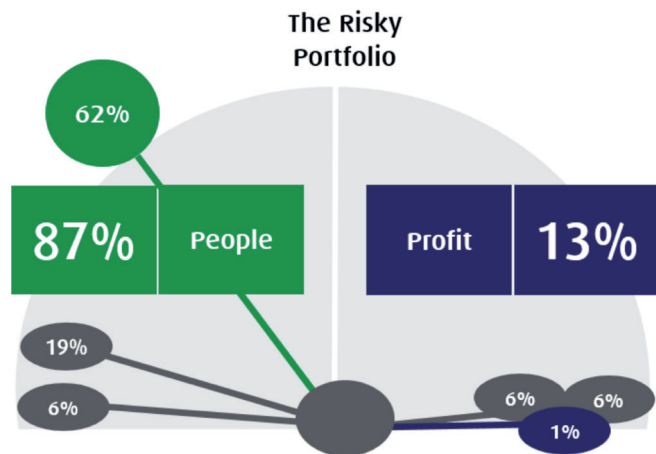 The Risky
Portfolio
62%
87% People
Profit 13%
19%
6%
6%
6%
1%